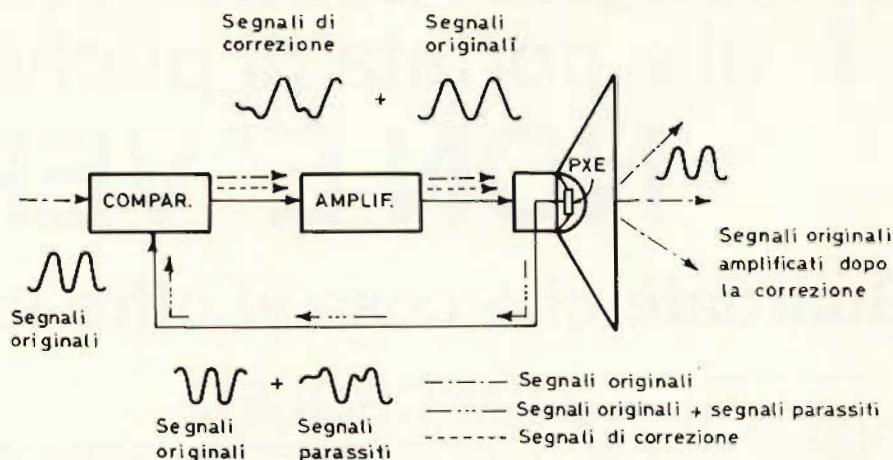 Segnali di
correzione
Segnali
originali
+
PXE
COMPAR.
AMPLIF.
Segnali originali
amplificati dopo
la correzione
Segnali
originali
+
Segnali
originali
Segnali
parassiti
Segnali originali
Segnali originali + segnali parassiti
Segnali di correzione